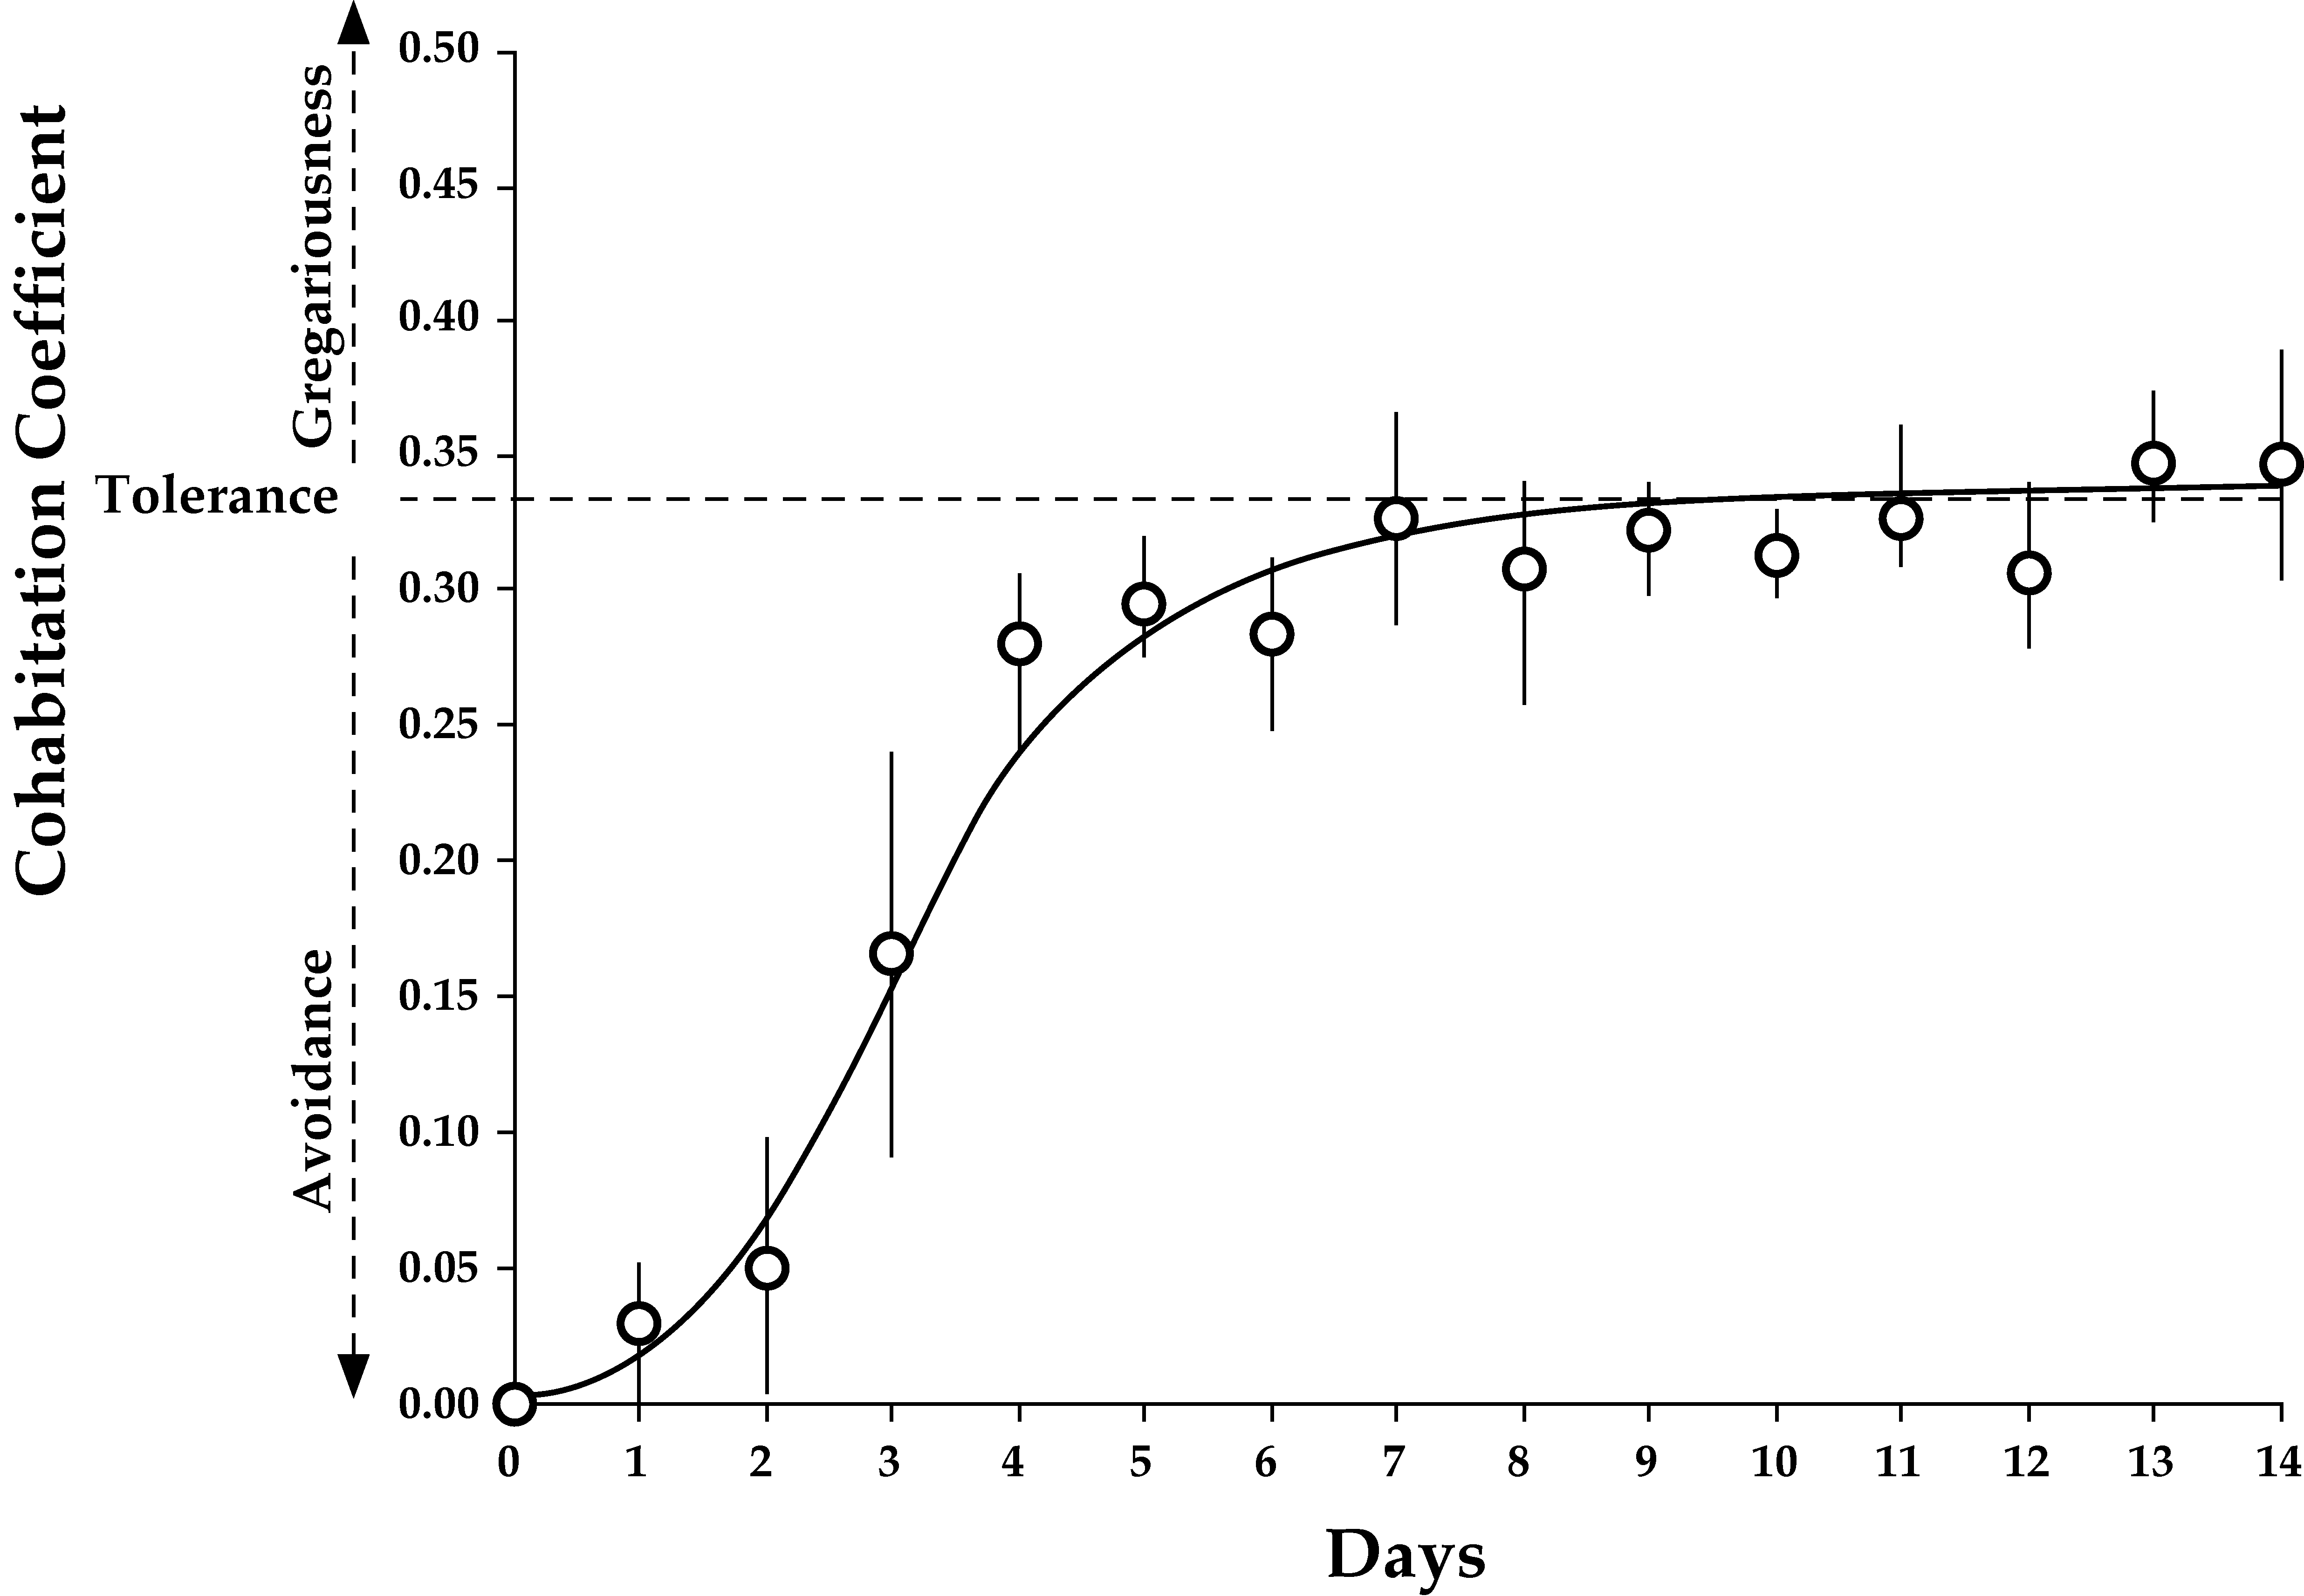 Cohabitation Coefficient
Gregariousness
Tolerance
Avoidance
0.50
0.45
0.40
0.35
0.30
0.25
0.20
0.15
0.10
0.05
0.00
0 1 2 3 4 5 6 7 8 9 10 11 12 13 14
Days